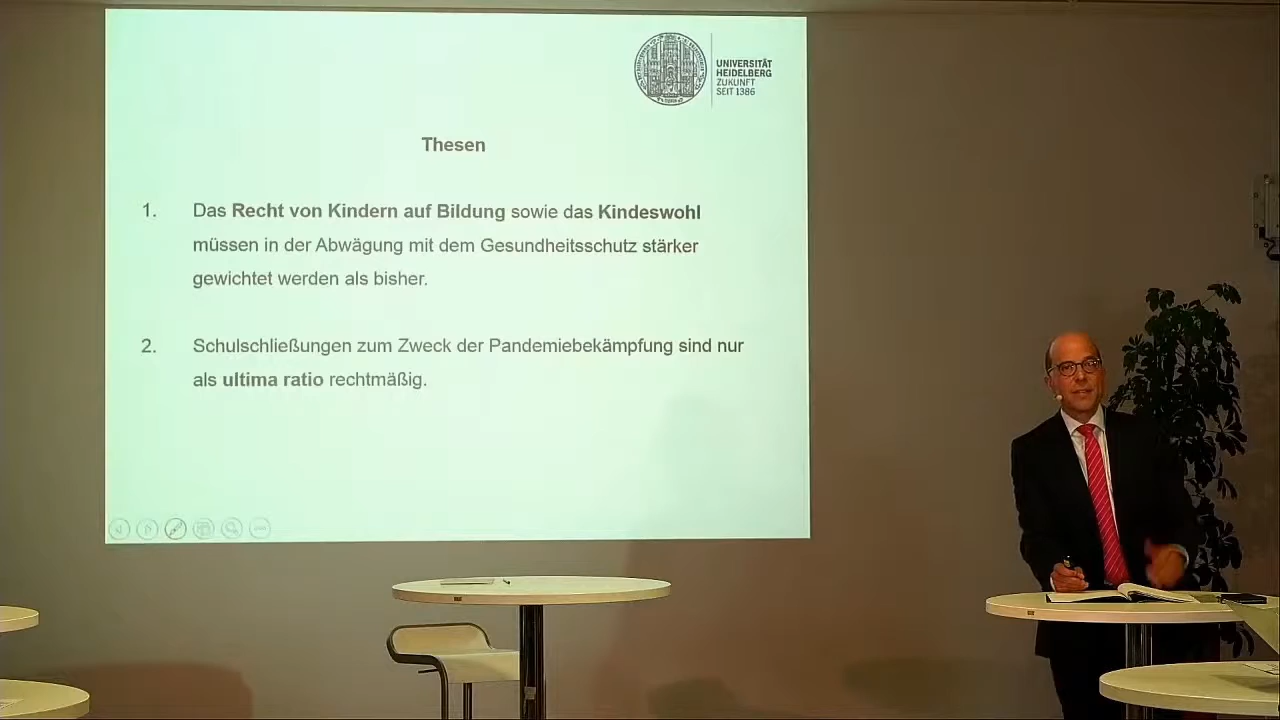 UNIVERSITÄT
HEIDELBERG
ZUKUNFT
SEIT 1386
Thesen
1. Das Recht von Kindern auf Bildung sowie das Kindeswohl
müssen in der Abwägung mit dem Gesundheitsschutz stärker
gewichtet werden als bisher.
2. Schulschließungen zum Zweck der Pandemiebekämpfung sind nur
als ultima ratio rechtmäßig.